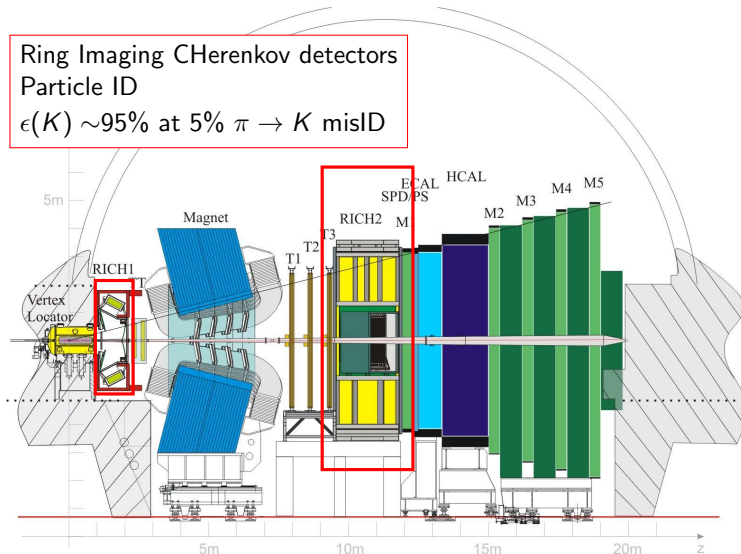 Ring Imaging CHerenkov detectors
Particle ID
ϵ(K) ∼95% at 5% π → K misID
5m
Magnet
RICH1
Vertex
Locator
T1
T2
T3
RICH2
SPD/PS
ECAL
HCAL
M2
M3
M4
M5
5m
10m
15m
20m
z